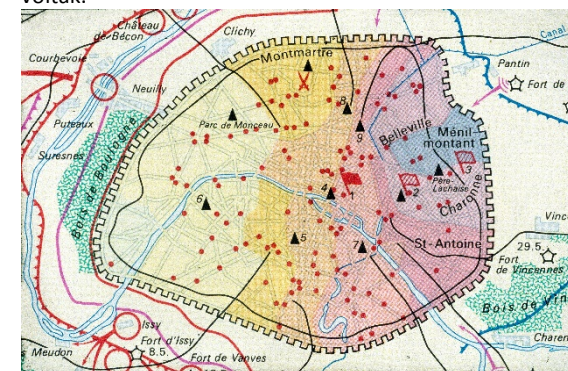 Château
de Bécon
Clichy
Courbevoie
Montmartre
Canal
Pantin
Neuilly
Fort de
8
Parc de Monceau
Belleville
9
Puteaux
Ménil-
montant
Suresnes
3
Bois de Boulogne
Père-
Lachaise
4
1
2
6
Charonne
5
7
St-Antoine
29.5.
Fort
de Vincennes
Bois de Vin
Issy
Fort d'Issy
8.5.
Meudon
Fort de Vanves
Charen